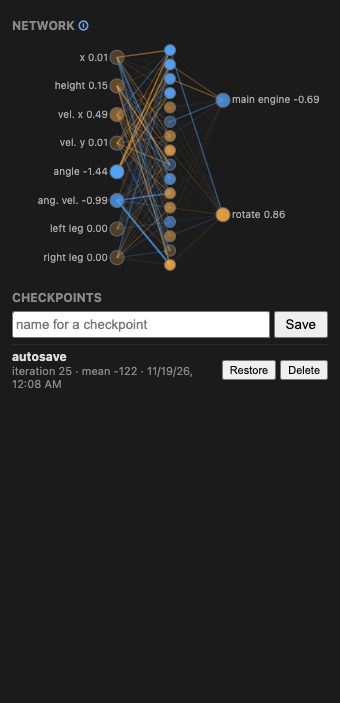 NETWORK
x 0.01
height 0.15
vel. x 0.49
vel. y 0.01
angle -1.44
ang. vel. -0.99
left leg 0.00
right leg 0.00
main engine -0.69
rotate 0.86
CHECKPOINTS
name for a checkpoint
Save
autosave
iteration 25 · mean -122 · 11/19/26,
12:08 AM
Restore
Delete